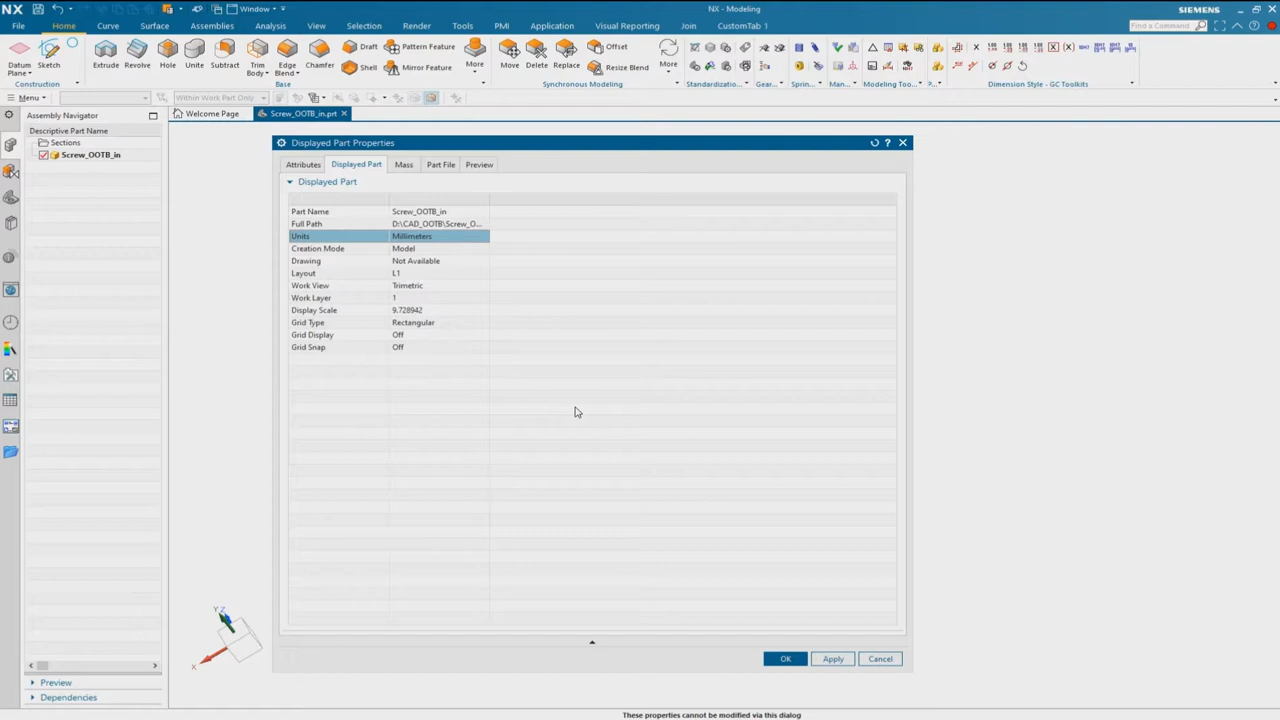 NX
Window
NX - Modeling
SIEMENS
File
Home
Curve
Surface
Assemblies
Analysis
View
Selection
Render
Tools
PMI
Application
Visual Reporting
Join
CustomTab 1
Find a Command
Datum Plane
Sketch
Extrude
Revolve
Hole
Unite
Subtract
Trim Body
Edge Blend
Chamfer
Draft
Shell
Pattern Feature
Mirror Feature
More
Move
Delete
Replace
Offset
Resize Blend
More
Construction
Base
Synchronous Modeling
Standardizatio...
Gear...
Sprin...
Man...
Modeling Too...
P...
Dimension Style - GC Toolkits
Menu
Within Work Part Only
Assembly Navigator
Welcome Page
Screw_OOTB_in.prt
Descriptive Part Name
Sections
Screw_OOTB_in
Displayed Part Properties
Attributes
Displayed Part
Mass
Part File
Preview
Displayed Part
Part Name Screw_OOTB_in
Full Path D:\CAD_OOTB\Screw_O...
Units Millimeters
Creation Mode Model
Drawing Not Available
Layout L1
Work View Trimetric
Work Layer 1
Display Scale 9.728942
Grid Type Rectangular
Grid Display Off
Grid Snap Off
Y
Z
X
OK
Apply
Cancel
Preview
Dependencies
These properties cannot be modified via this dialog